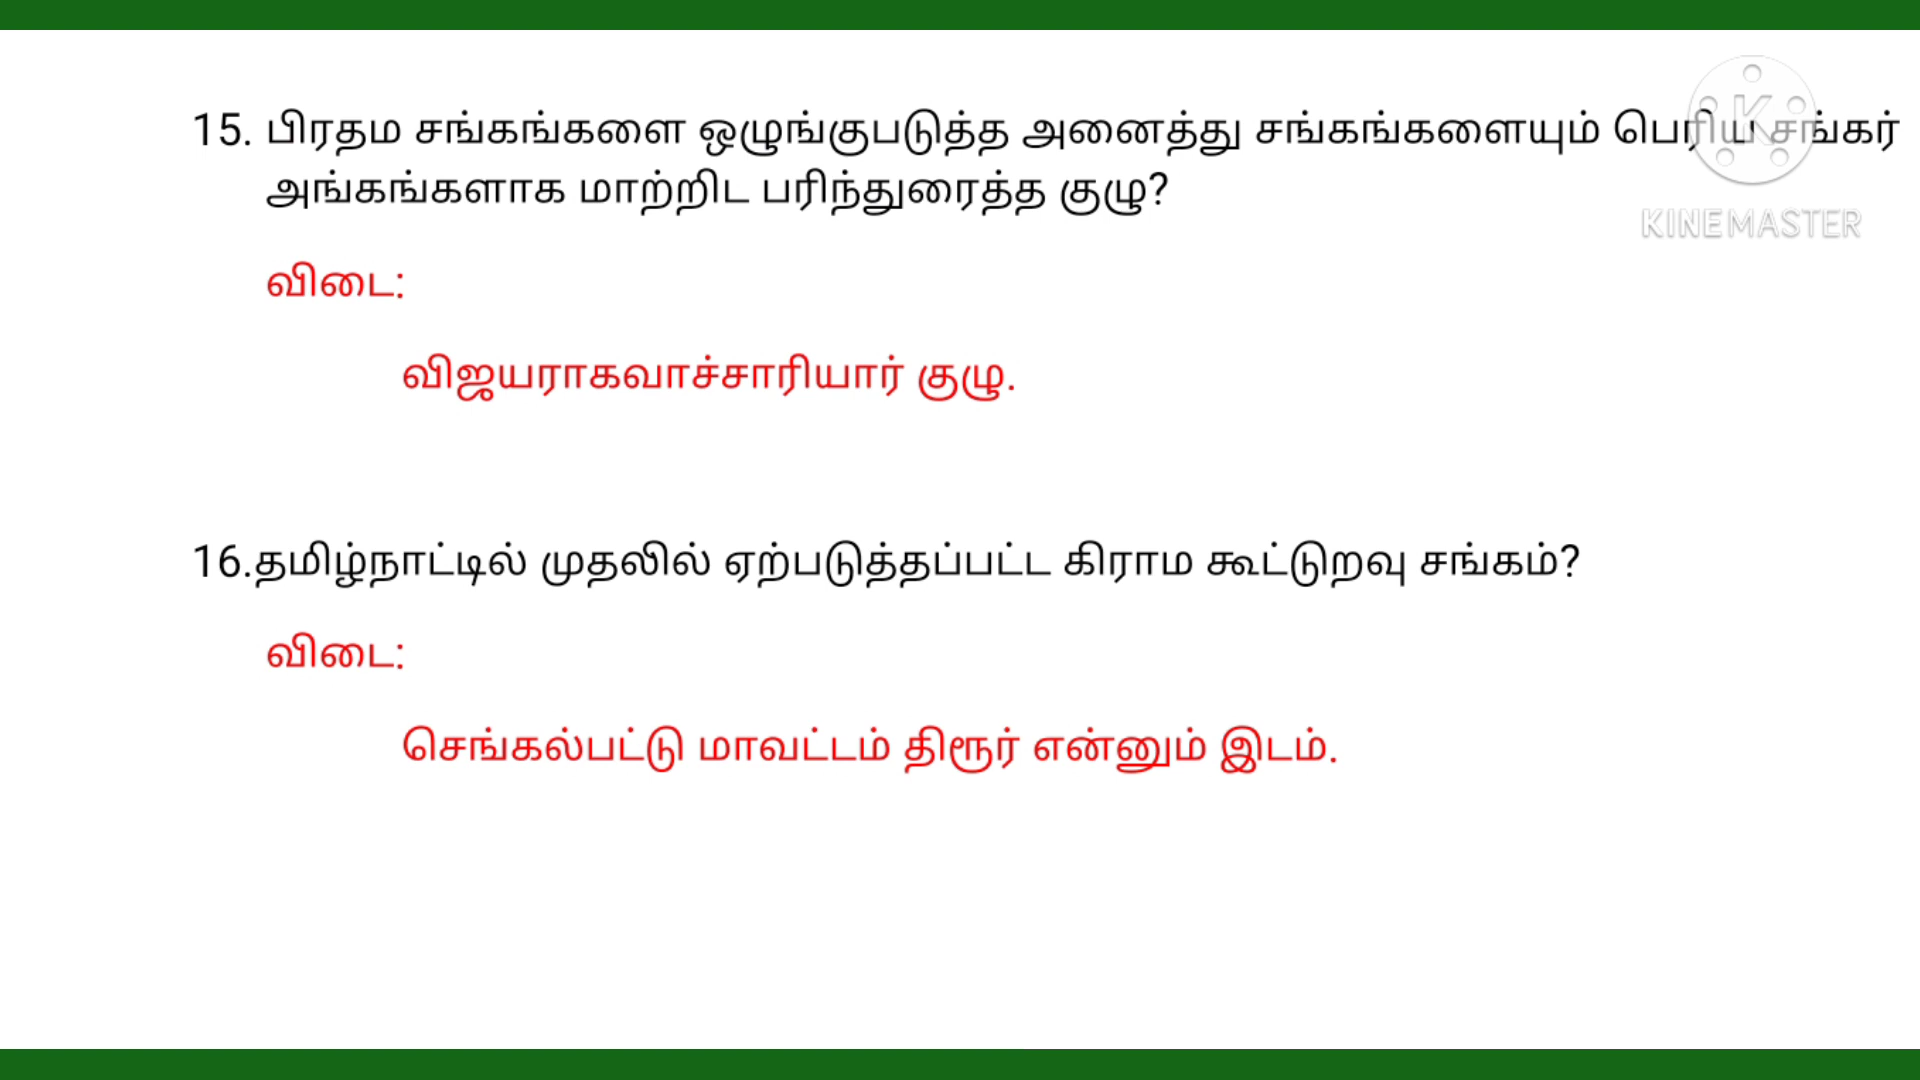 15. பிரதம சங்கங்களை ஒழுங்குபடுத்த அனைத்து சங்கங்களையும் பெரிய சங்கர்
அங்கங்களாக மாற்றிட பரிந்துரைத்த குழு?
KINEMASTER
விடை:
விஜயராகவாச்சாரியார் குழு.
16.தமிழ்நாட்டில் முதலில் ஏற்படுத்தப்பட்ட கிராம கூட்டுறவு சங்கம்?
விடை:
செங்கல்பட்டு மாவட்டம் திரூர் என்னும் இடம்.